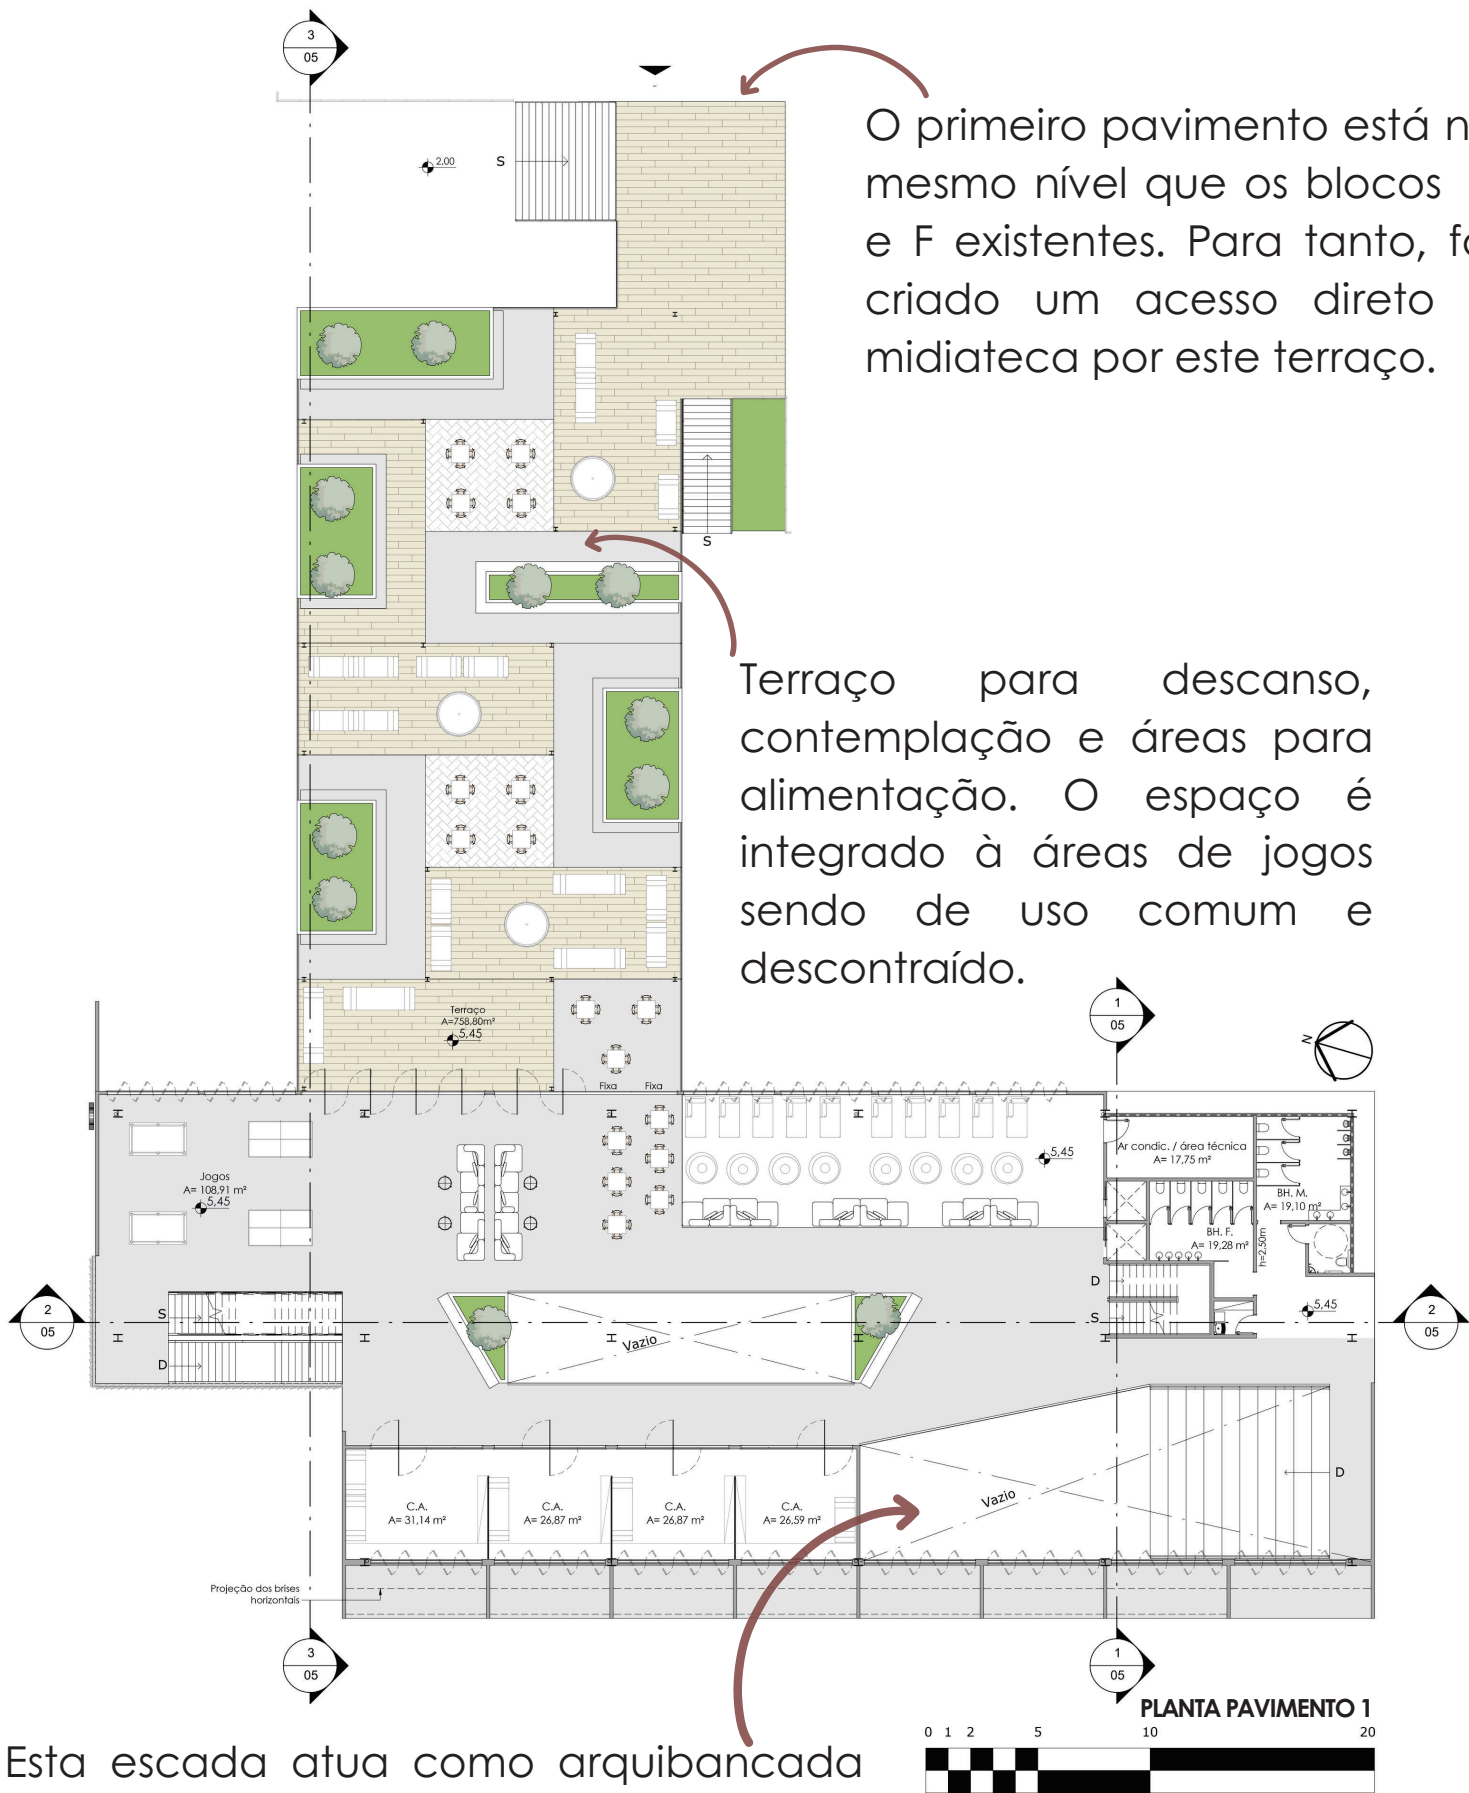 3
05
O primeiro pavimento está n
mesmo nível que os blocos
e F existentes. Para tanto, fo
criado um acesso direto
midiateca por este terraço.
2,00
S
S
Terraço para descanso,
contemplação e áreas para
alimentação. O espaço é
integrado à áreas de jogos
sendo de uso comum e
descontraído.
Terraço
A=758,80m²
5,45
1
05
N
Fixa Fixa
Jogos
A= 108,91 m²
5,45
5,45
Ar condic. / área técnica
A= 17,75 m²
BH. M.
A= 19,10 m²
BH. F.
A= 19,28 m²
h=2,50m
D
S
5,45
2
05
S
D
Vazio
2
05
C.A.
A= 31,14 m²
C.A.
A= 26,87 m²
C.A.
A= 26,87 m²
C.A.
A= 26,59 m²
Vazio
D
Projeção dos brises
horizontais
3
05
1
05
PLANTA PAVIMENTO 1
0 1 2 5 10 20
Esta escada atua como arquibancada